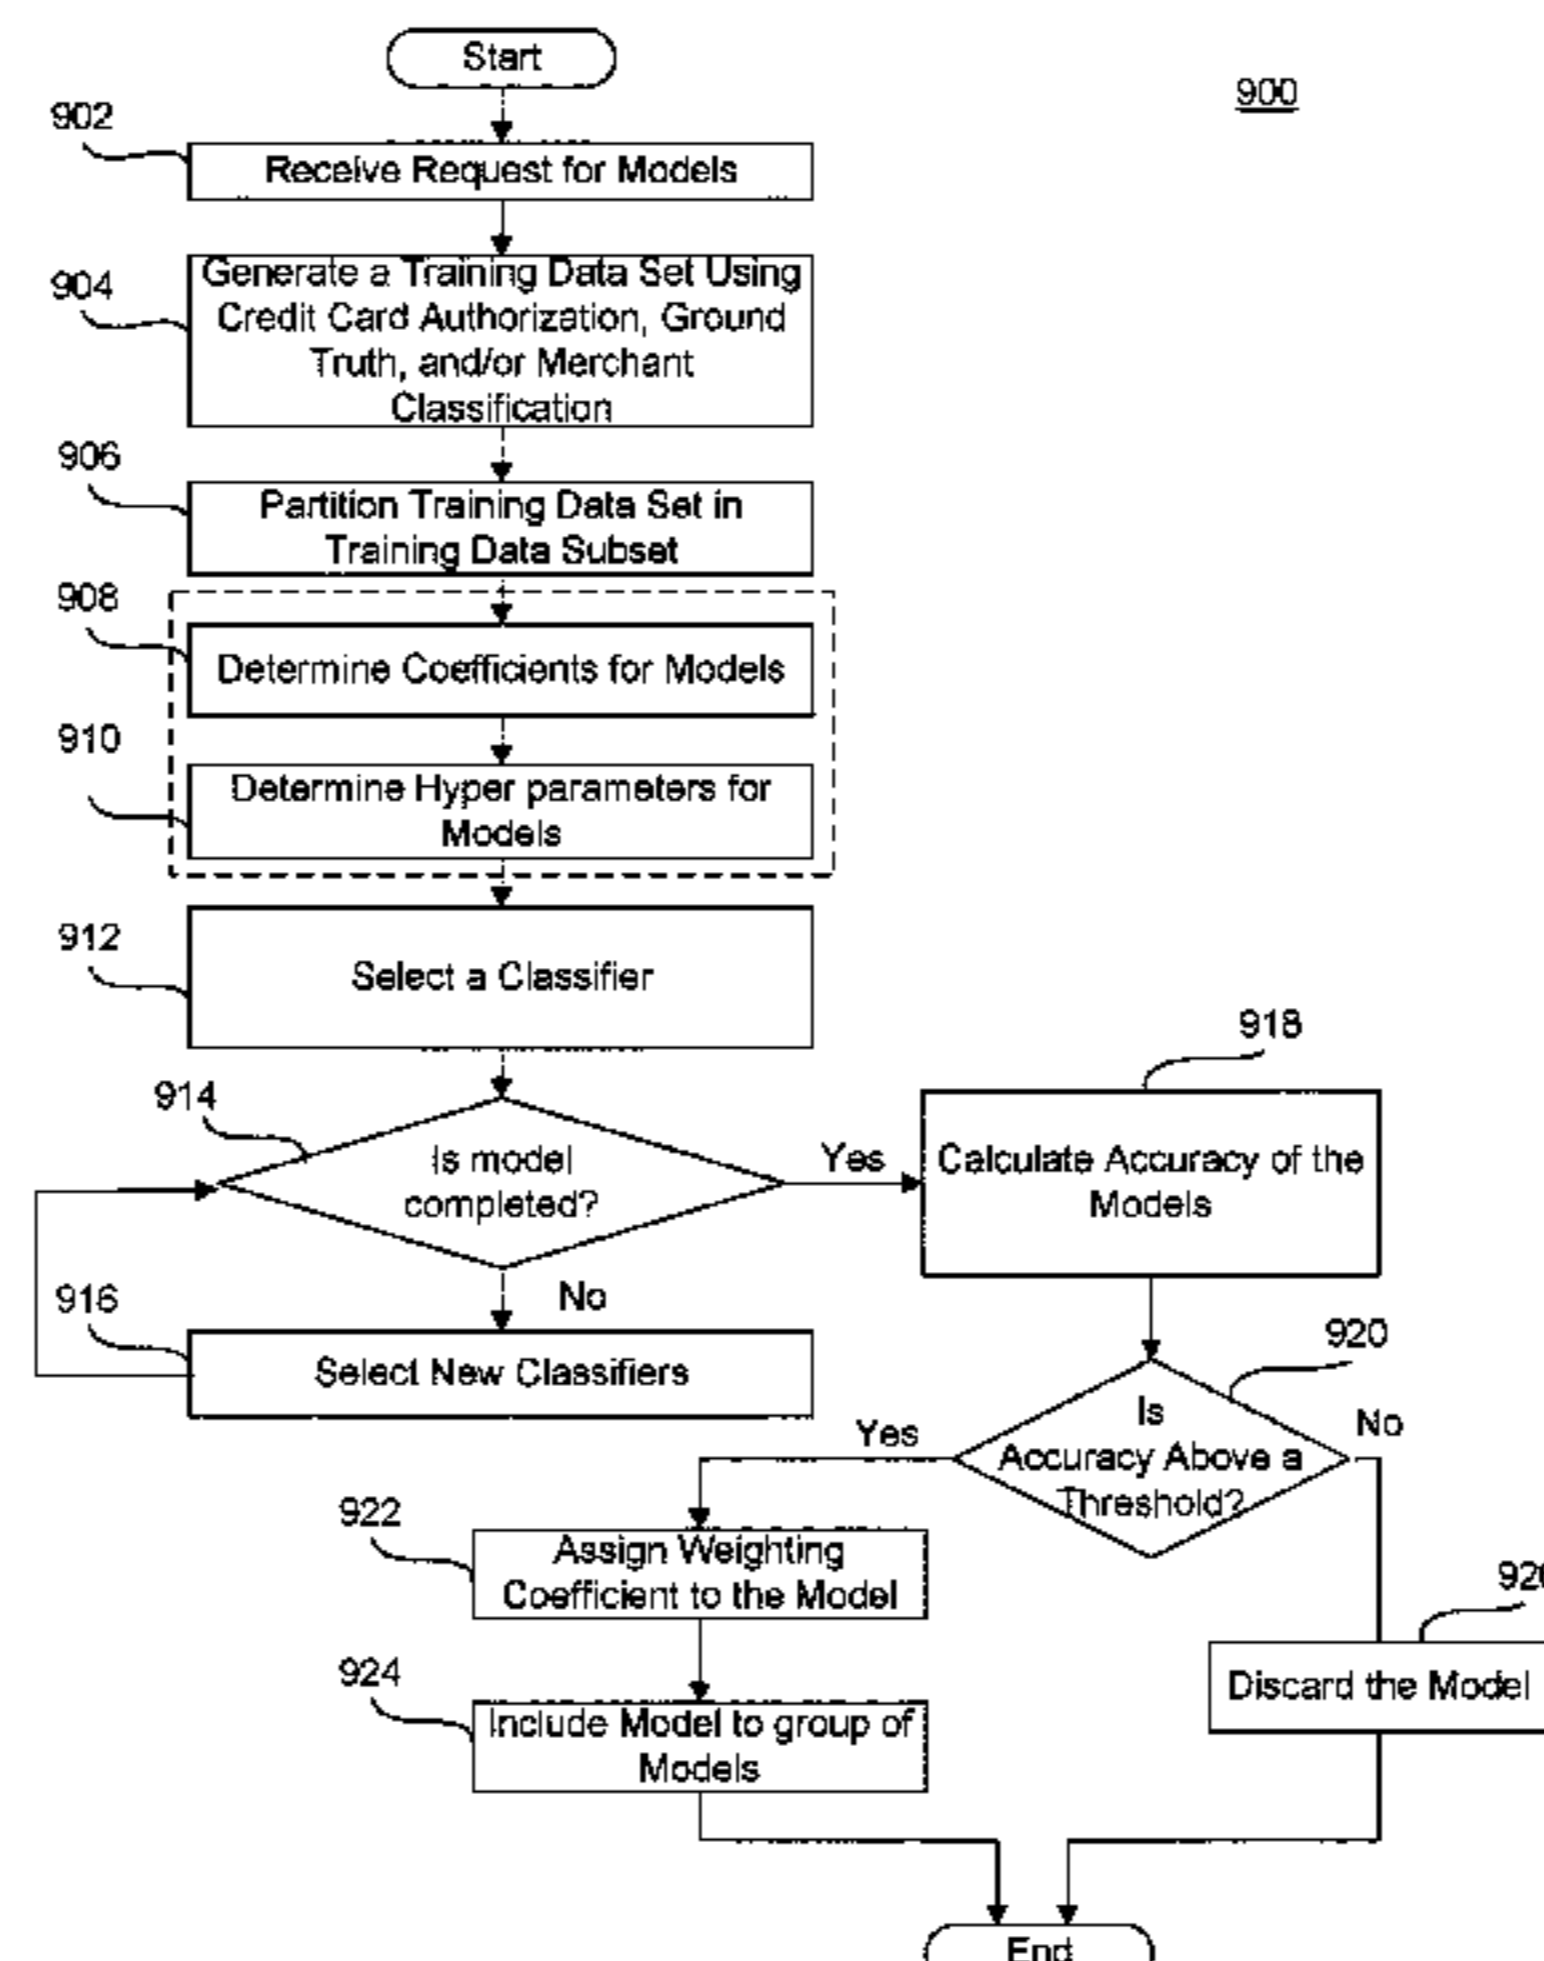 Start
900
902
Receive Request for Models
904
Generate a Training Data Set Using
Credit Card Authorization, Ground
Truth, and/or Merchant
Classification
906
Partition Training Data Set in
Training Data Subset
908
Determine Coefficients for Models
910
Determine Hyper parameters for
Models
912
Select a Classifier
914
Is model
completed?
Yes
918
Calculate Accuracy of the
Models
No
916
Select New Classifiers
920
Is
Accuracy Above a
Threshold?
Yes
No
922
Assign Weighting
Coefficient to the Model
924
Include Model to group of
Models
Discard the Model
End